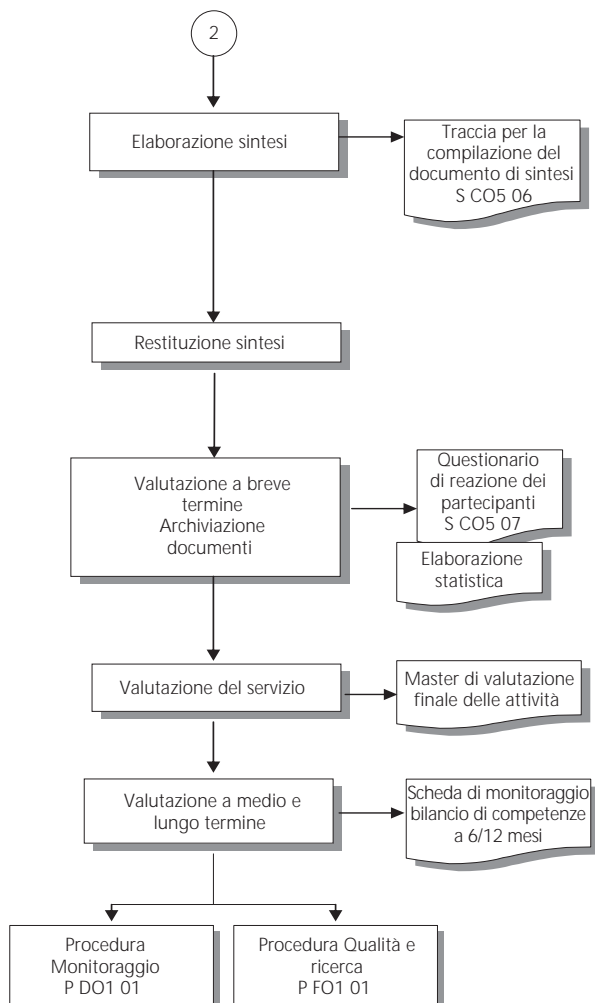 2
Elaborazione sintesi
Traccia per la
compilazione del
documento di sintesi
S CO5 06
Restituzione sintesi
Valutazione a breve
termine
Archiviazione
documenti
Questionario
di reazione dei
partecipanti
S CO5 07
Elaborazione
statistica
Valutazione del servizio
Master di valutazione
finale delle attività
Valutazione a medio e
lungo termine
Scheda di monitoraggio
bilancio di competenze
a 6/12 mesi
Procedura
Monitoraggio
P DO1 01
Procedura Qualità e
ricerca
P FO1 01